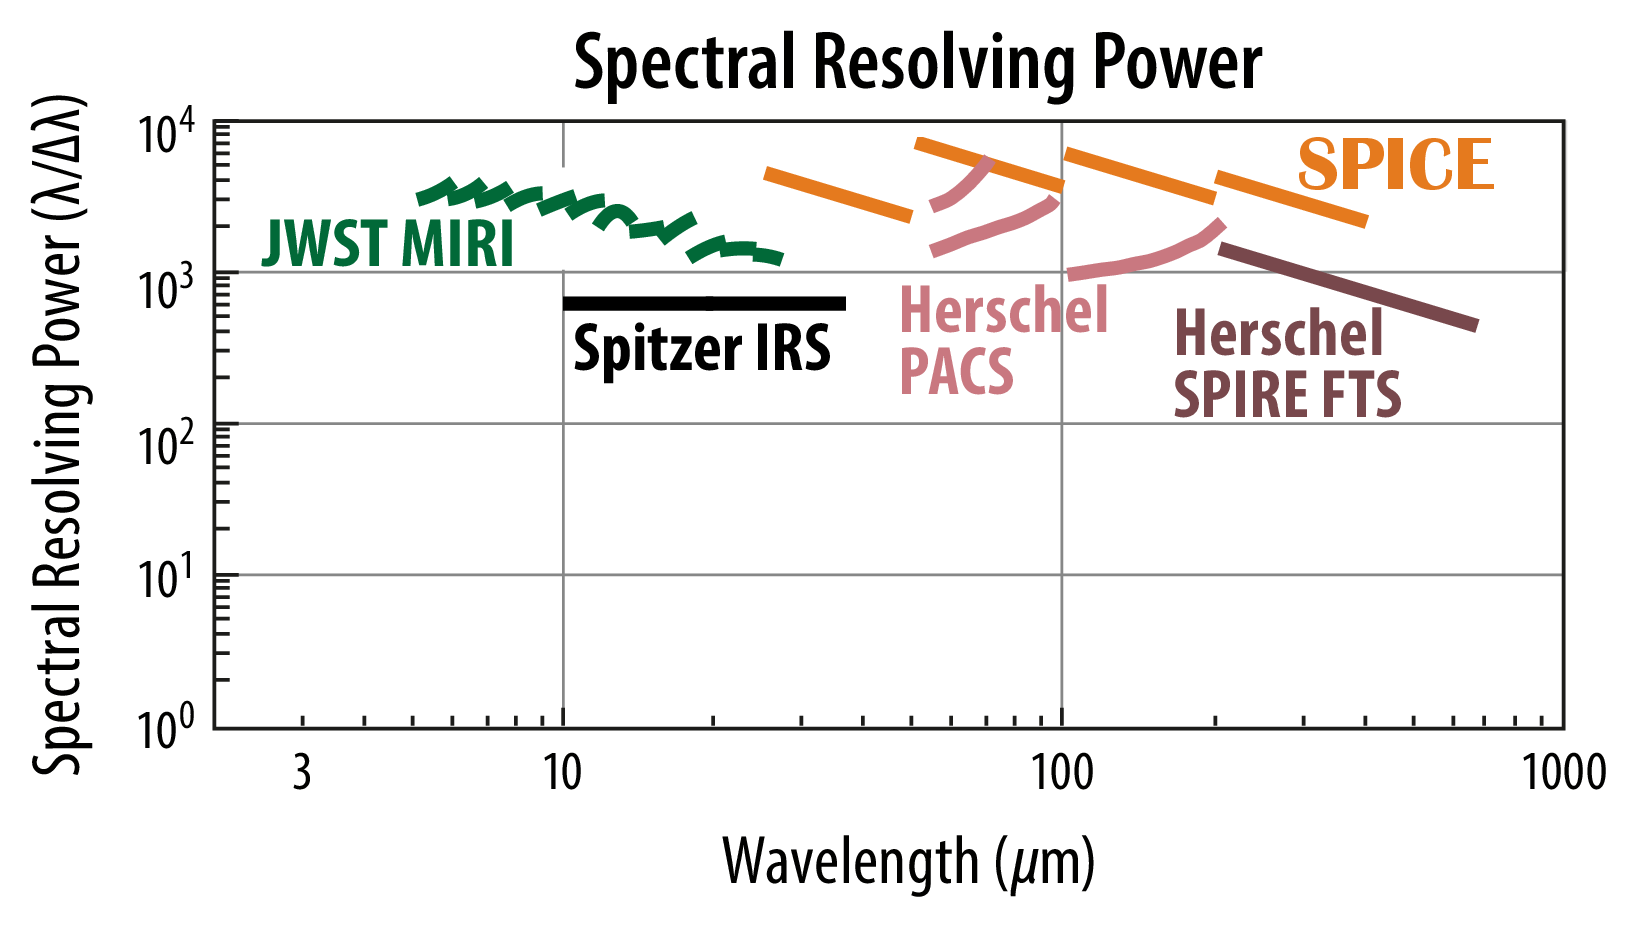 Spectral Resolving Power
Spectral Resolving Power (λ/Δλ)
10⁴
10³
10²
10¹
10⁰
SPICE
JWST MIRI
Spitzer IRS
Herschel
PACS
Herschel
SPIRE FTS
3 10 100 1000
Wavelength (μm)